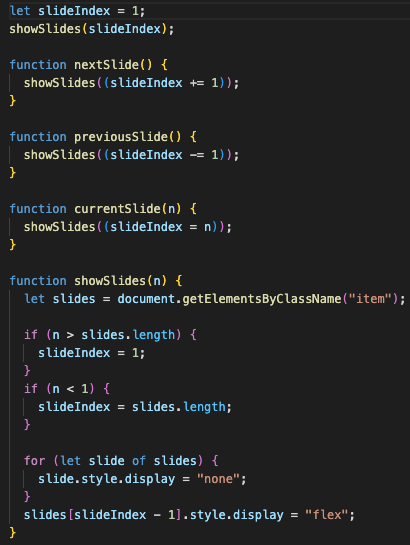 let slideIndex = 1;
showSlides(slideIndex);

function nextSlide() {
  showSlides((slideIndex += 1));
}

function previousSlide() {
  showSlides((slideIndex -= 1));
}

function currentSlide(n) {
  showSlides((slideIndex = n));
}

function showSlides(n) {
  let slides = document.getElementsByClassName("item");

  if (n > slides.length) {
    slideIndex = 1;
  }
  if (n < 1) {
    slideIndex = slides.length;
  }

  for (let slide of slides) {
    slide.style.display = "none";
  }
  slides[slideIndex - 1].style.display = "flex";
}